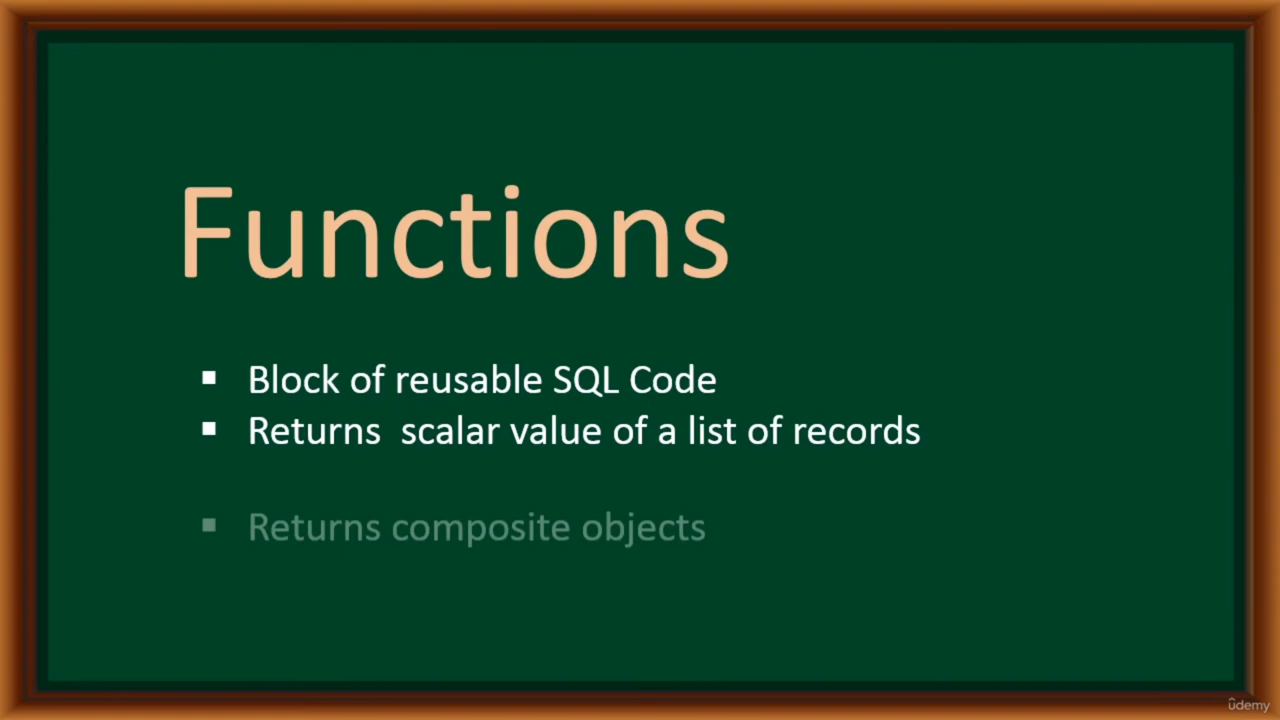 Functions
▪ Block of reusable SQL Code
▪ Returns  scalar value of a list of records
▪ Returns composite objects
ûdemy